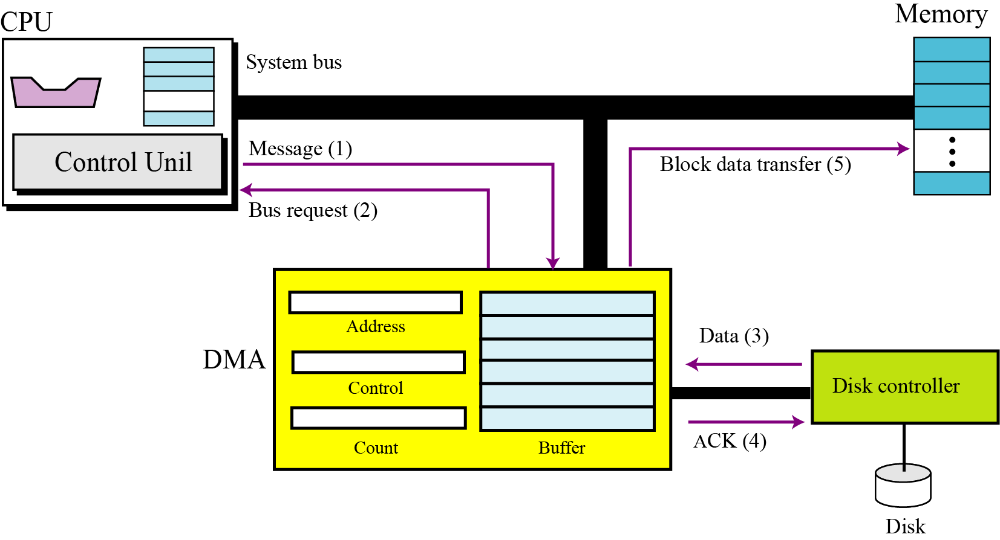 CPU
Memory
System bus
Control Unil
Message (1)
Bus request (2)
Block data transfer (5)
Address
DMA
Control
Count
Buffer
Data (3)
Disk controller
ACK (4)
Disk